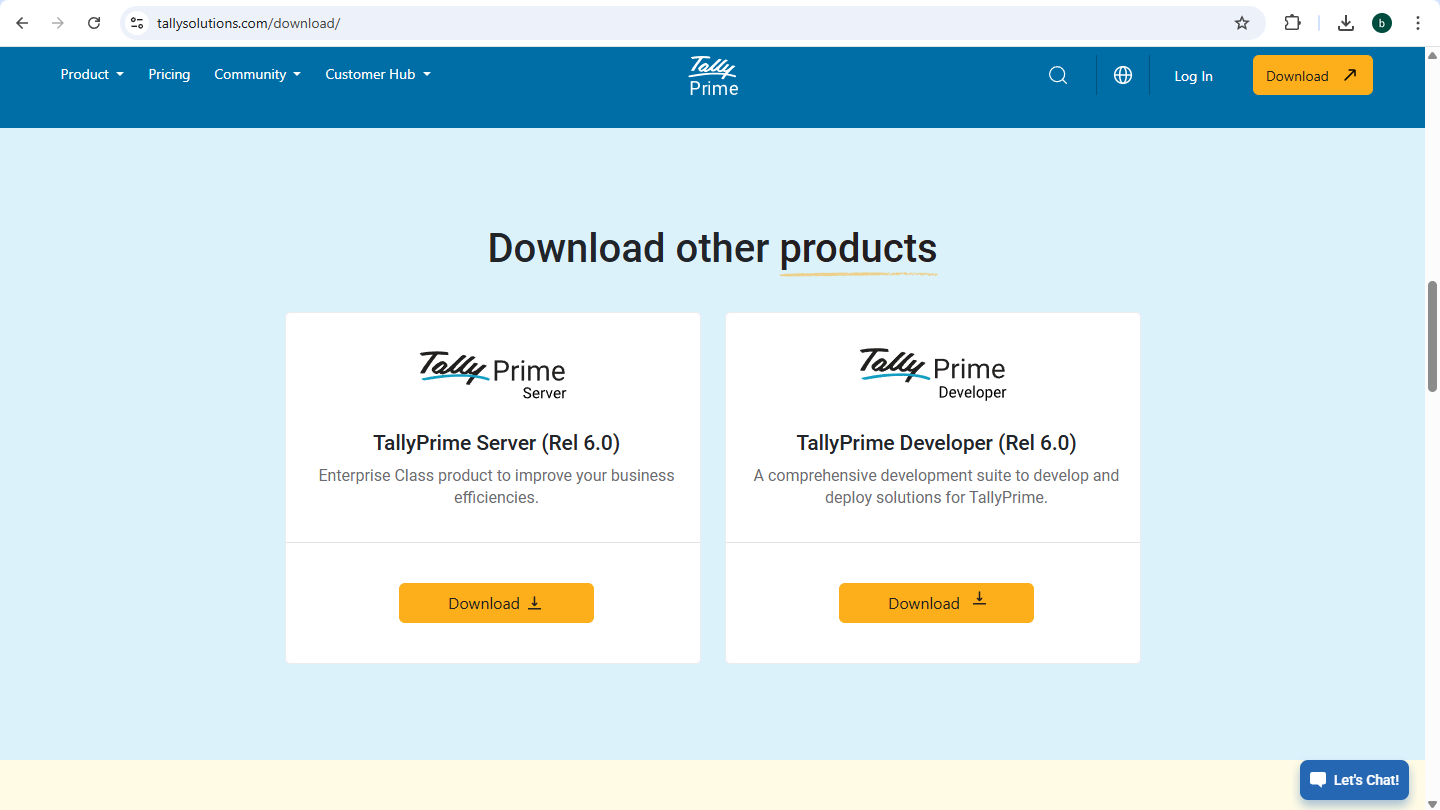 tallysolutions.com/download/
b
Product
Pricing
Community
Customer Hub
Tally
Prime
Log In
Download
Download other products
Tally Prime
Server
TallyPrime Server (Rel 6.0)
Enterprise Class product to improve your business
efficiencies.
Download
Tally Prime
Developer
TallyPrime Developer (Rel 6.0)
A comprehensive development suite to develop and
deploy solutions for TallyPrime.
Download
Let's Chat!